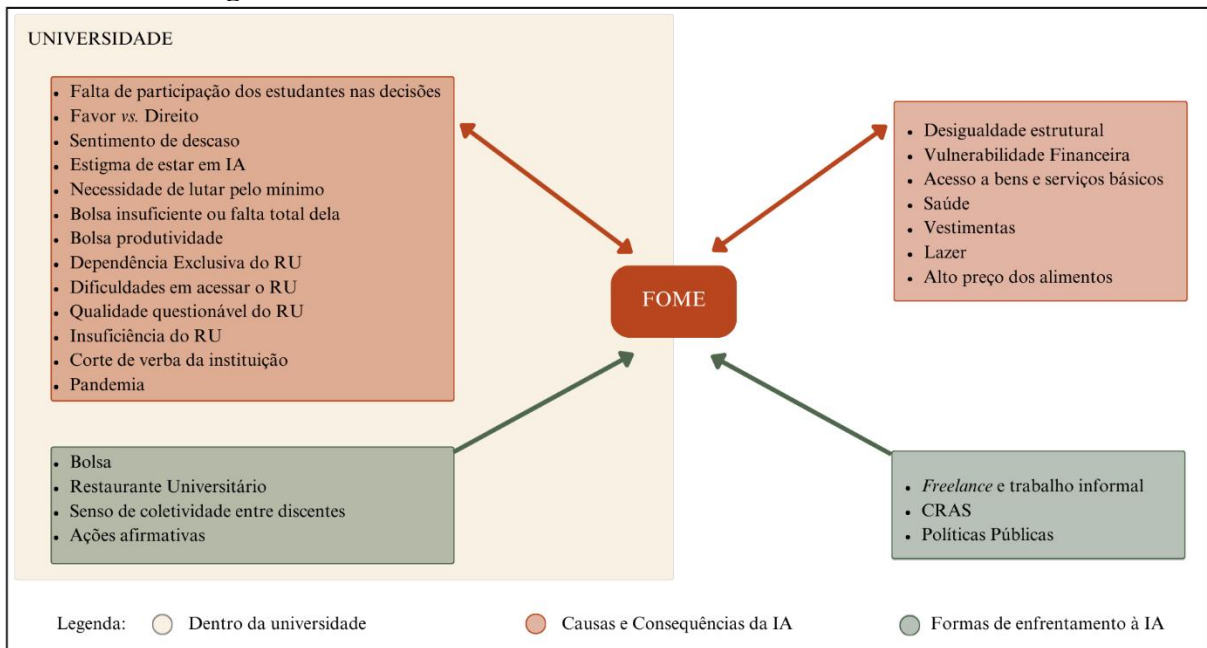 UNIVERSIDADE
• Falta de participação dos estudantes nas decisões
• Favor vs. Direito
• Sentimento de descaso
• Estigma de estar em IA
• Necessidade de lutar pelo mínimo
• Bolsa insuficiente ou falta total dela
• Bolsa produtividade
• Dependência Exclusiva do RU
• Dificuldades em acessar o RU
• Qualidade questionável do RU
• Insuficiência do RU
• Corte de verba da instituição
• Pandemia
• Desigualdade estrutural
• Vulnerabilidade Financeira
• Acesso a bens e serviços básicos
• Saúde
• Vestimentas
• Lazer
• Alto preço dos alimentos
FOME
• Bolsa
• Restaurante Universitário
• Senso de coletividade entre discentes
• Ações afirmativas
• Freelance e trabalho informal
• CRAS
• Políticas Públicas
Legenda: Dentro da universidade Causas e Consequências da IA Formas de enfrentamento à IA